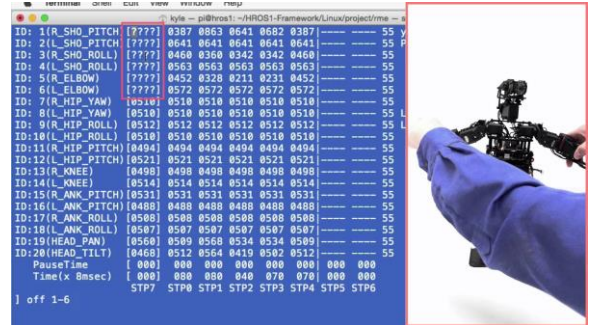 Terminal Shell Edit View Window Help
kyle — pi@hros1: ~/HROS1-Framework/Linux/project/rme —
ID: 1(R_SHO_PITCH)[????] 0387 0863 0641 0682 0387|---- ---- 55
ID: 2(L_SHO_PITCH)[????] 0641 0641 0641 0641 0641|---- ---- 55 P
ID: 3(R_SHO_ROLL) [????] 0460 0360 0342 0342 0460|---- ---- 55
ID: 4(L_SHO_ROLL) [????] 0563 0563 0563 0563 0563|---- ---- 55
ID: 5(R_ELBOW) [????] 0452 0328 0211 0231 0452|---- ---- 55
ID: 6(L_ELBOW) [????] 0572 0572 0572 0572 0572|---- ---- 55
ID: 7(R_HIP_YAW) [0510] 0510 0510 0510 0510 0510|---- ---- 55
ID: 8(L_HIP_YAW) [0510] 0510 0510 0510 0510 0510|---- ---- 55 L
ID: 9(R_HIP_ROLL) [0512] 0512 0512 0512 0512 0512|---- ---- 55 L
ID:10(L_HIP_ROLL) [0510] 0510 0510 0510 0510 0510|---- ---- 55
ID:11(R_HIP_PITCH)[0494] 0494 0494 0494 0494 0494|---- ---- 55
ID:12(L_HIP_PITCH)[0521] 0521 0521 0521 0521 0521|---- ---- 55
ID:13(R_KNEE) [0498] 0498 0498 0498 0498 0498|---- ---- 55
ID:14(L_KNEE) [0514] 0514 0514 0514 0514 0514|---- ---- 55
ID:15(R_ANK_PITCH)[0531] 0531 0531 0531 0531 0531|---- ---- 55
ID:16(L_ANK_PITCH)[0488] 0488 0488 0488 0488 0488|---- ---- 55
ID:17(R_ANK_ROLL) [0508] 0508 0508 0508 0508 0508|---- ---- 55
ID:18(L_ANK_ROLL) [0507] 0507 0507 0507 0507 0507|---- ---- 55
ID:19(HEAD_PAN) [0560] 0509 0568 0534 0534 0509|---- ---- 55
ID:20(HEAD_TILT) [0468] 0512 0564 0419 0502 0512|---- ---- 55
PauseTime [ 000] 000 000 000 000 000| 000 000
Time(x 8msec) [ 000] 080 080 040 070 070| 000 000
STP7 STP0 STP1 STP2 STP3 STP4 STP5 STP6
] off 1-6